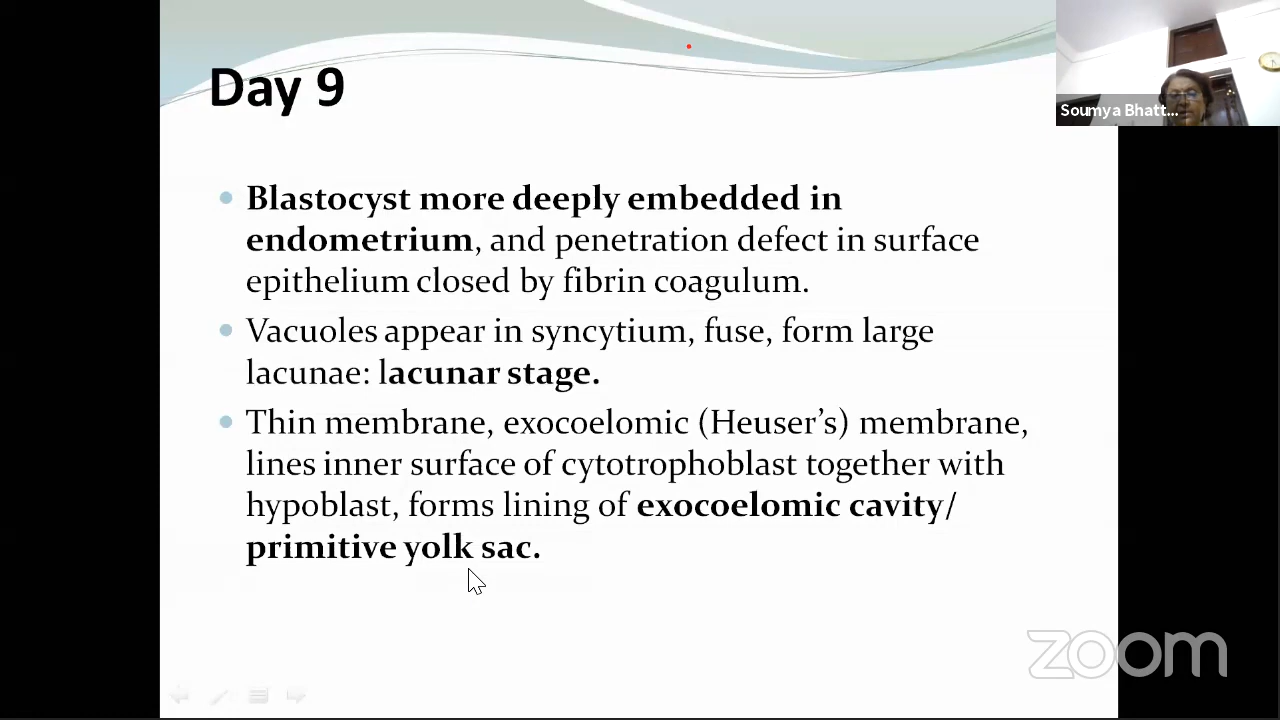 Day 9
Soumya Bhatt...
Blastocyst more deeply embedded in
endometrium, and penetration defect in surface
epithelium closed by fibrin coagulum.
Vacuoles appear in syncytium, fuse, form large
lacunae: lacunar stage.
Thin membrane, exocoelomic (Heuser’s) membrane,
lines inner surface of cytotrophoblast together with
hypoblast, forms lining of exocoelomic cavity/
primitive yolk sac.
zoom